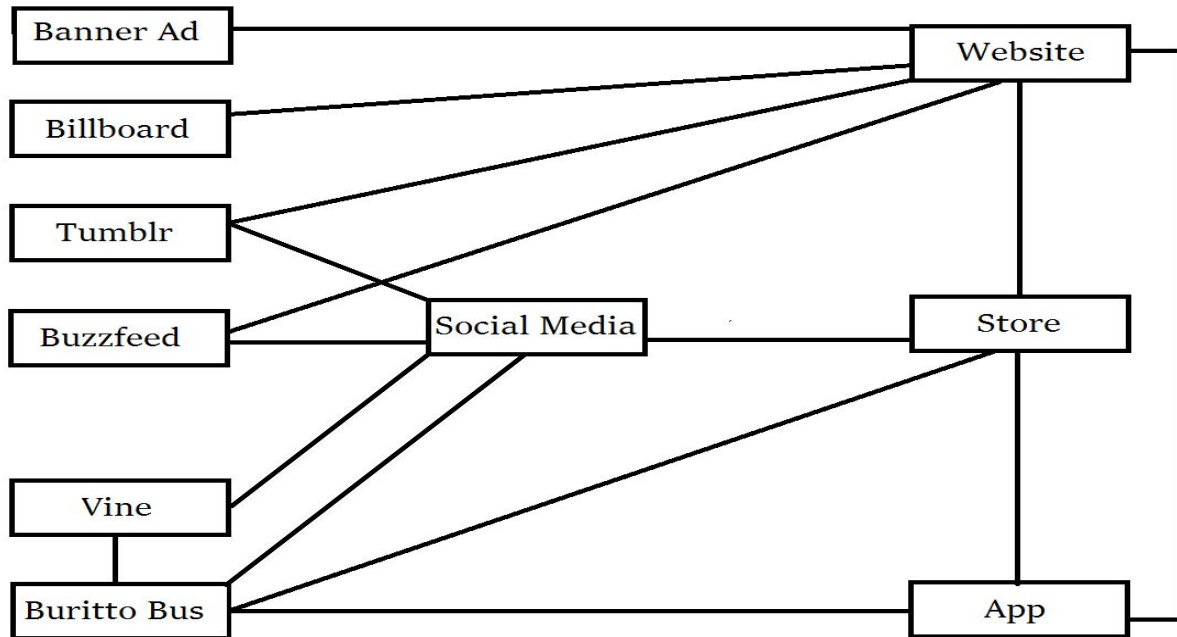 Banner Ad
Website
Billboard
Tumblr
Buzzfeed
Social Media
Store
Vine
Buritto Bus
App